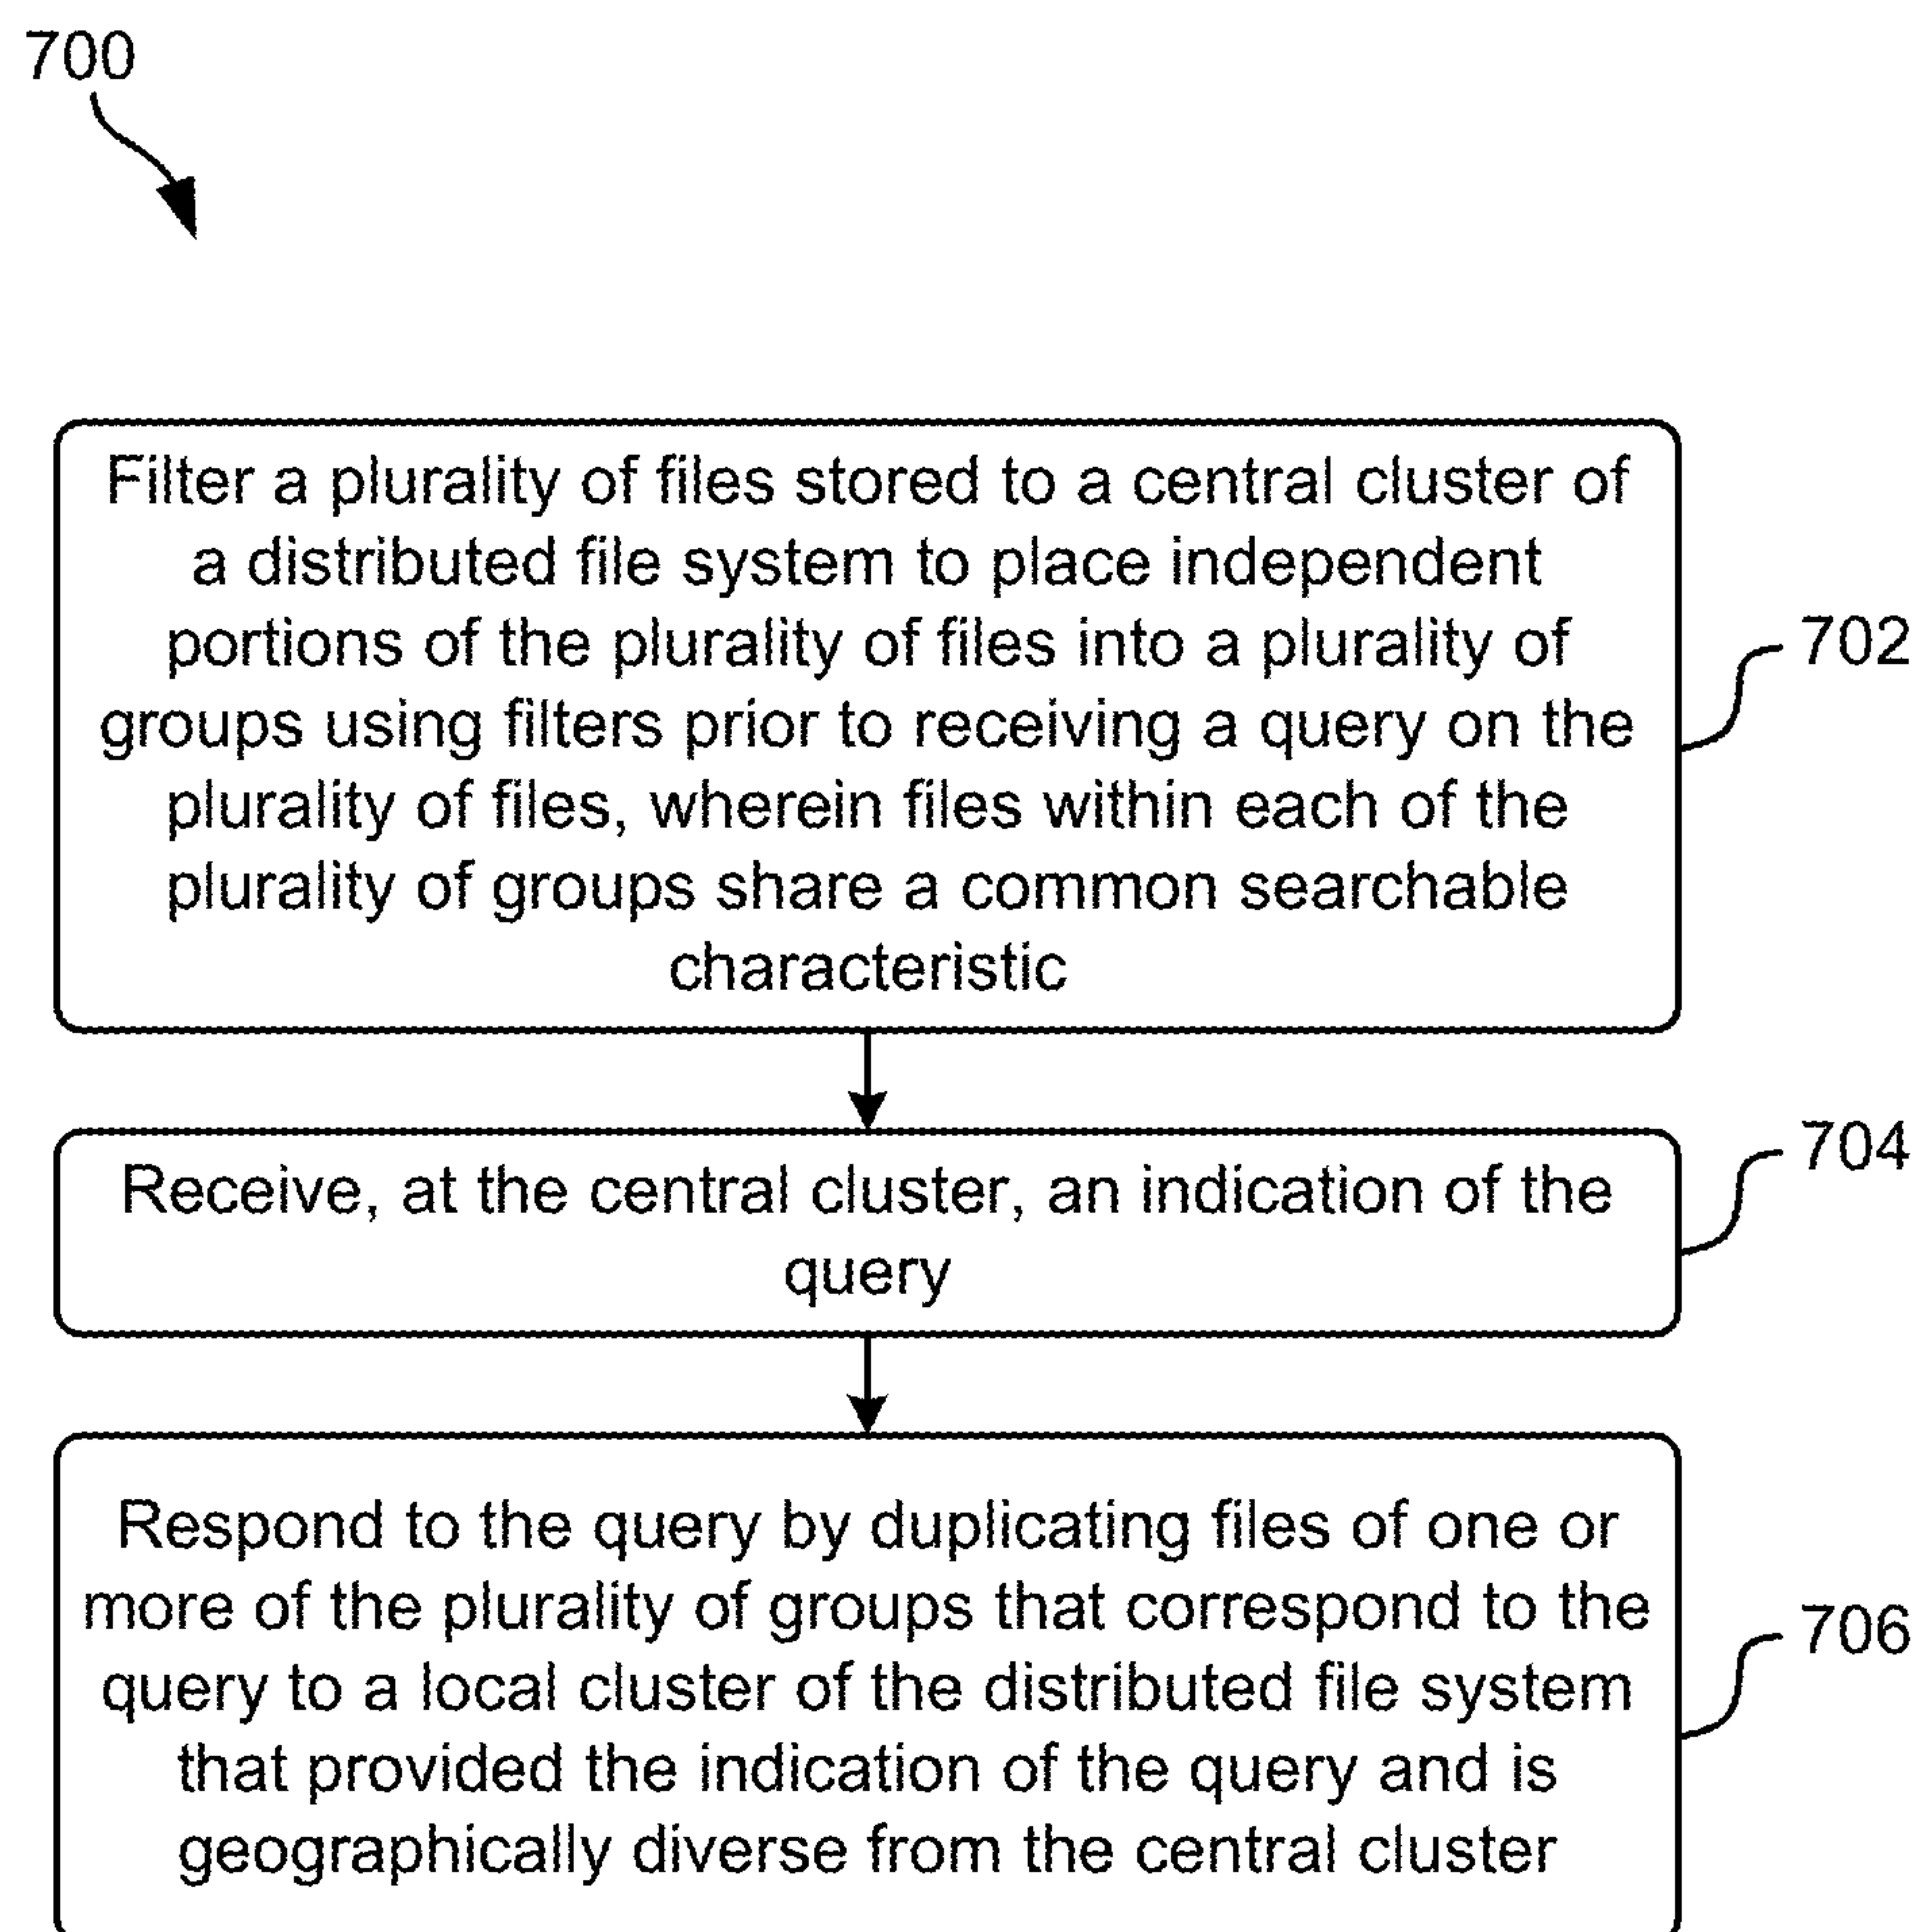 700
Filter a plurality of files stored to a central cluster of
a distributed file system to place independent
portions of the plurality of files into a plurality of
groups using filters prior to receiving a query on the
plurality of files, wherein files within each of the
plurality of groups share a common searchable
characteristic
702
Receive, at the central cluster, an indication of the
query
704
Respond to the query by duplicating files of one or
more of the plurality of groups that correspond to the
query to a local cluster of the distributed file system
that provided the indication of the query and is
geographically diverse from the central cluster
706